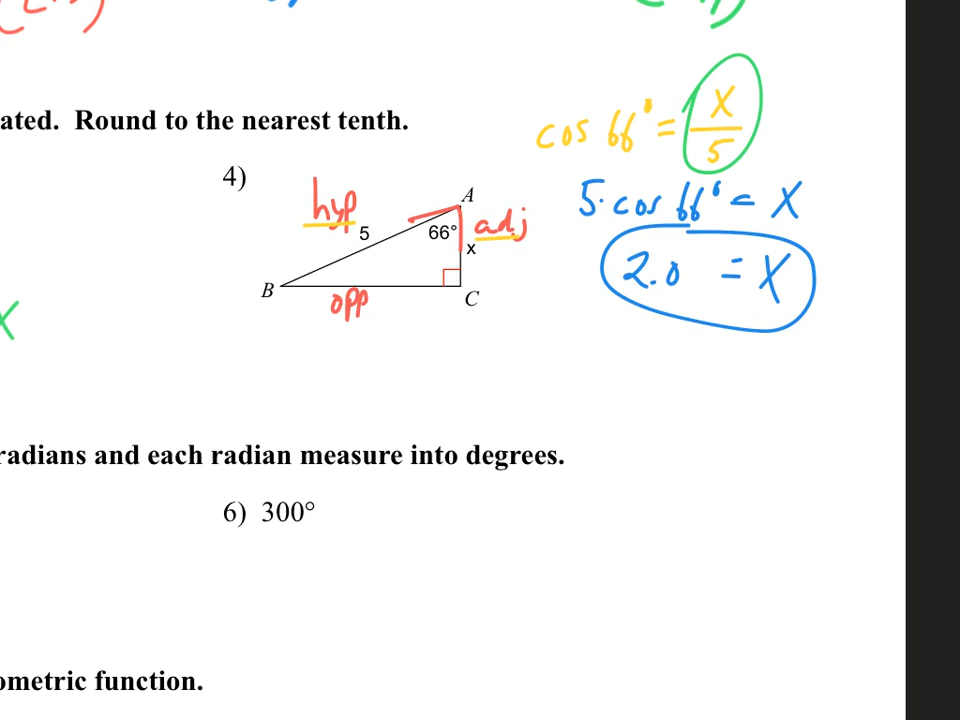 ated. Round to the nearest tenth.
cos 66° = x/5
4)
hyp
A
5
66°
adj
x
5·cos 66° = x
B
opp
C
2.0 = x
x
radians and each radian measure into degrees.
6) 300°
ometric function.